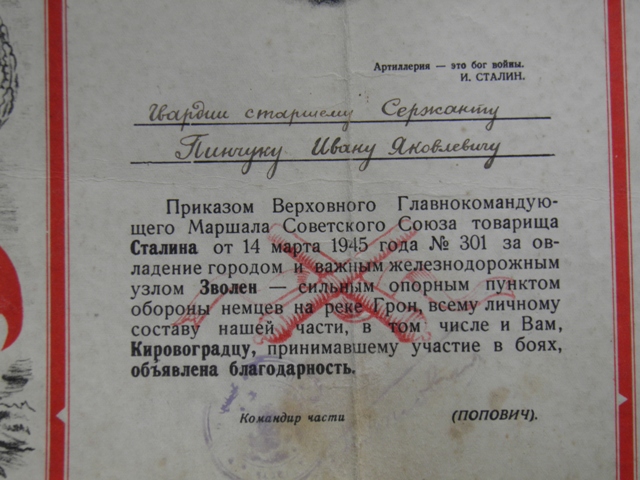 Артиллерия — это бог войны.
И. СТАЛИН.
Гвардии старшему Сержанту
Пинчуку Ивану Яковлевичу
Приказом Верховного Главнокомандую-
щего Маршала Советского Союза товарища
Сталина от 14 марта 1945 года № 301 за ов-
ладение городом и важным железнодорожным
узлом Зволен — сильным опорным пунктом
обороны немцев на реке Грон, всему личному
составу нашей части, в том числе и Вам,
Кировоградцу, принимавшему участие в боях,
объявлена благодарность.
Командир части (ПОПОВИЧ).